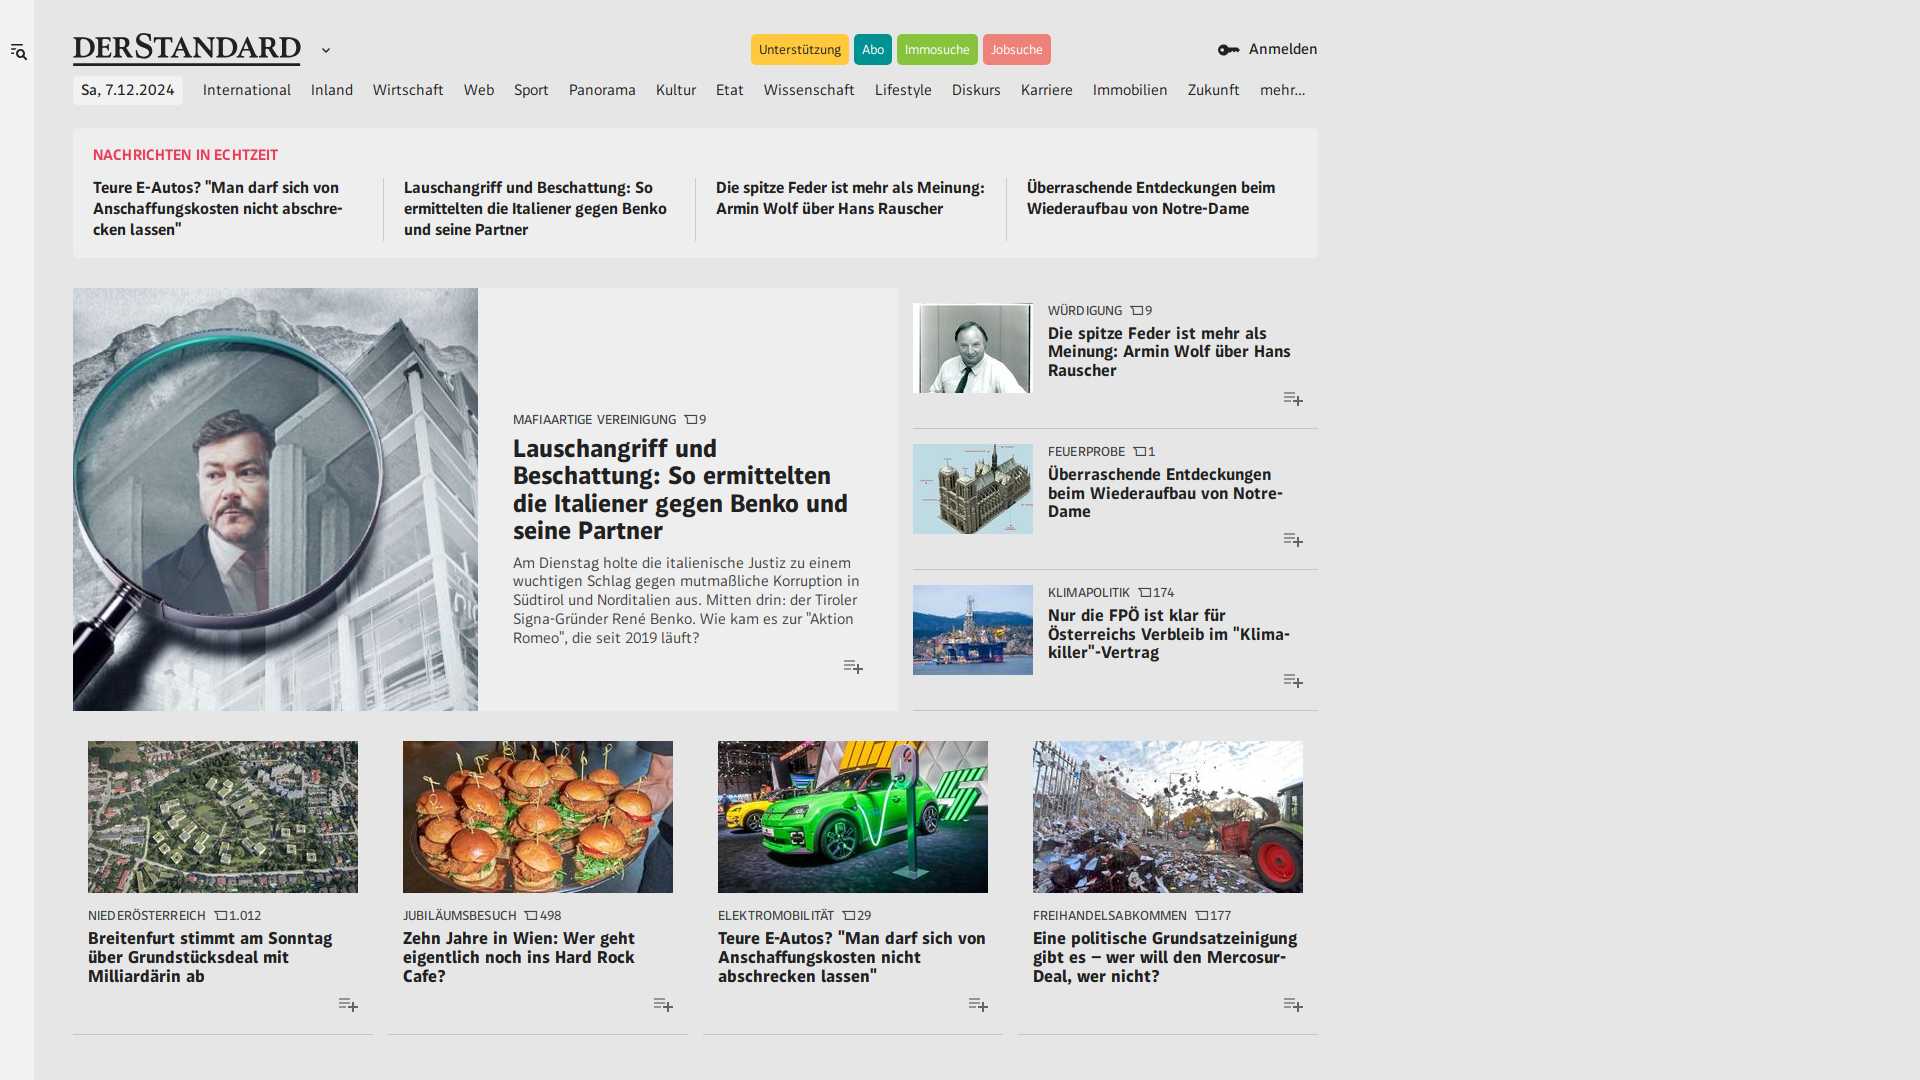 DERSTANDARD
Unterstützung
Abo
Immosuche
Jobsuche
Anmelden
Sa, 7.12.2024
International
Inland
Wirtschaft
Web
Sport
Panorama
Kultur
Etat
Wissenschaft
Lifestyle
Diskurs
Karriere
Immobilien
Zukunft
mehr...
NACHRICHTEN IN ECHTZEIT
Teure E-Autos? "Man darf sich von
Anschaffungskosten nicht abschre-
cken lassen"
Lauschangriff und Beschattung: So
ermittelten die Italiener gegen Benko
und seine Partner
Die spitze Feder ist mehr als Meinung:
Armin Wolf über Hans Rauscher
Überraschende Entdeckungen beim
Wiederaufbau von Notre-Dame
MAFIAARTIGE VEREINIGUNG 9
Lauschangriff und
Beschattung: So ermittelten
die Italiener gegen Benko und
seine Partner
Am Dienstag holte die italienische Justiz zu einem
wuchtigen Schlag gegen mutmaßliche Korruption in
Südtirol und Norditalien aus. Mitten drin: der Tiroler
Signa-Gründer René Benko. Wie kam es zur "Aktion
Romeo", die seit 2019 läuft?
WÜRDIGUNG 9
Die spitze Feder ist mehr als
Meinung: Armin Wolf über Hans
Rauscher
FEUERPROBE 1
Überraschende Entdeckungen
beim Wiederaufbau von Notre-
Dame
KLIMAPOLITIK 174
Nur die FPÖ ist klar für
Österreichs Verbleib im "Klima-
killer"-Vertrag
NIEDERÖSTERREICH 1.012
Breitenfurt stimmt am Sonntag
über Grundstücksdeal mit
Milliardärin ab
JUBILÄUMSBESUCH 498
Zehn Jahre in Wien: Wer geht
eigentlich noch ins Hard Rock
Cafe?
ELEKTROMOBILITÄT 29
Teure E-Autos? "Man darf sich von
Anschaffungskosten nicht
abschrecken lassen"
FREIHANDELSABKOMMEN 177
Eine politische Grundsatzeinigung
gibt es – wer will den Mercosur-
Deal, wer nicht?